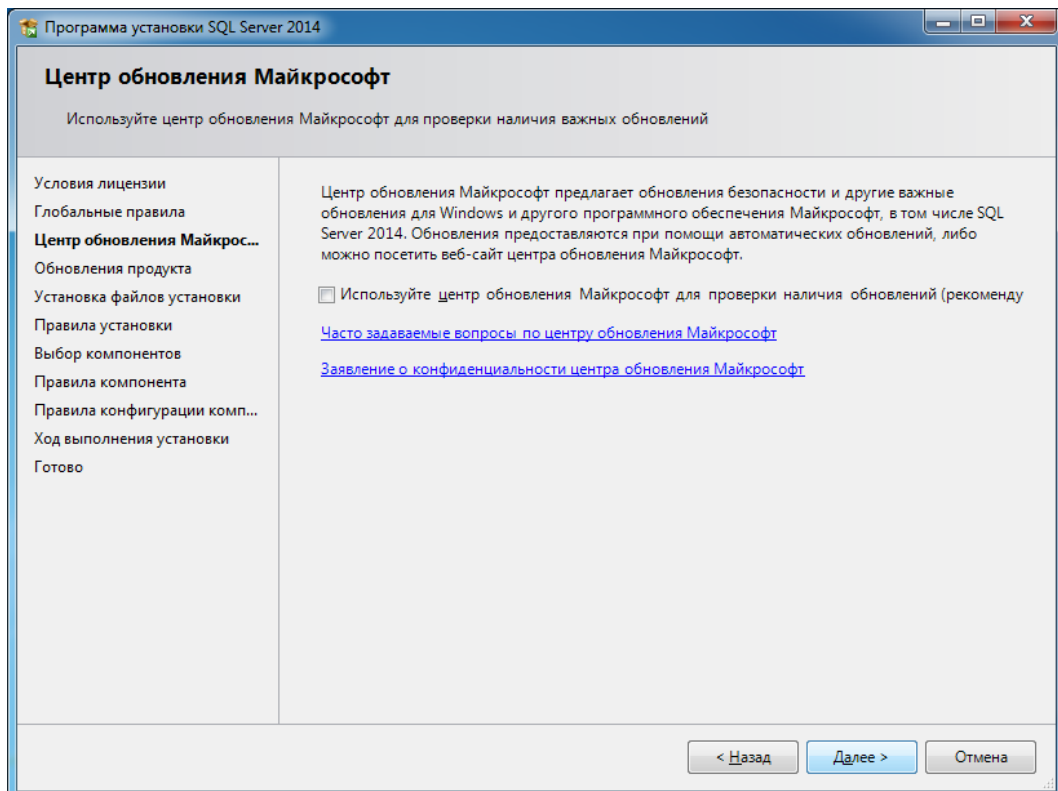 Программа установки SQL Server 2014
Центр обновления Майкрософт
Используйте центр обновления Майкрософт для проверки наличия важных обновлений
Условия лицензии
Глобальные правила
Центр обновления Майкрос...
Обновления продукта
Установка файлов установки
Правила установки
Выбор компонентов
Правила компонента
Правила конфигурации комп...
Ход выполнения установки
Готово
Центр обновления Майкрософт предлагает обновления безопасности и другие важные
обновления для Windows и другого программного обеспечения Майкрософт, в том числе SQL
Server 2014. Обновления предоставляются при помощи автоматических обновлений, либо
можно посетить веб-сайт центра обновления Майкрософт.
Используйте центр обновления Майкрософт для проверки наличия обновлений (рекоменду
Часто задаваемые вопросы по центру обновления Майкрософт
Заявление о конфиденциальности центра обновления Майкрософт
< Назад
Далее >
Отмена